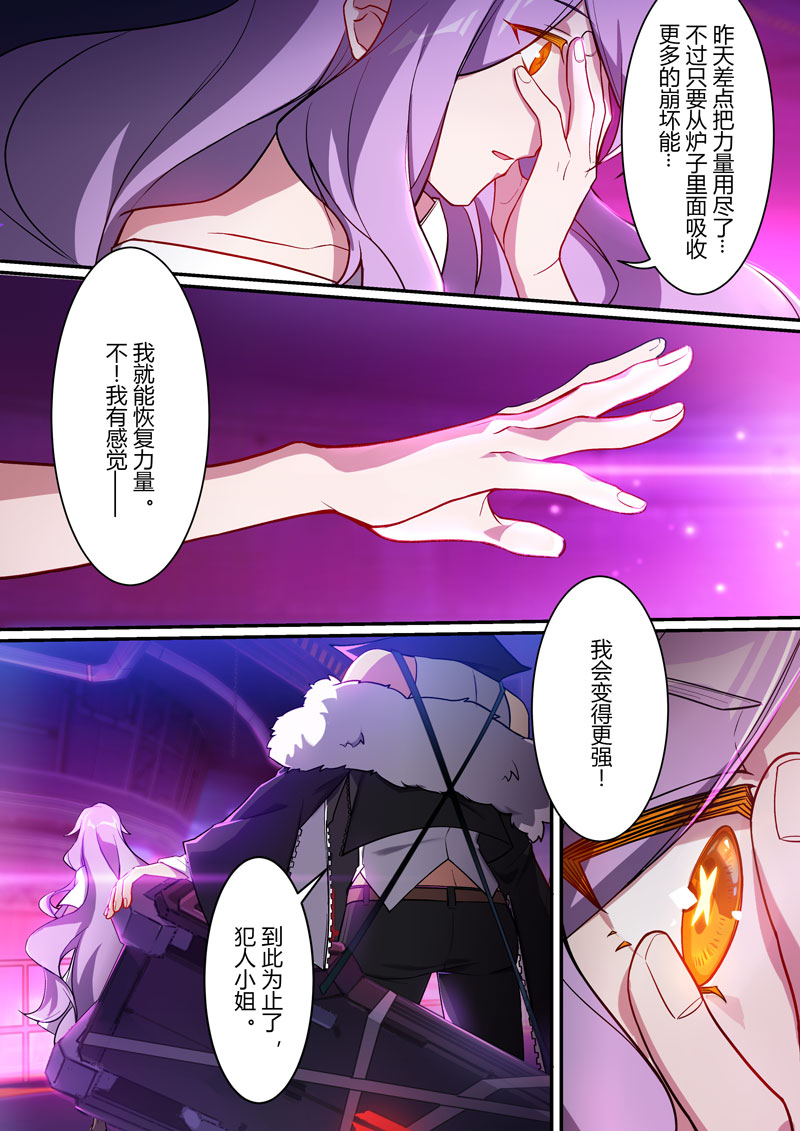 昨天差点把力量用尽了…
不过只要从炉子里面吸收
更多的崩坏能…
我就能恢复力量。
不！我有感觉——
我会变得更强！
到此为止了，
犯人小姐。